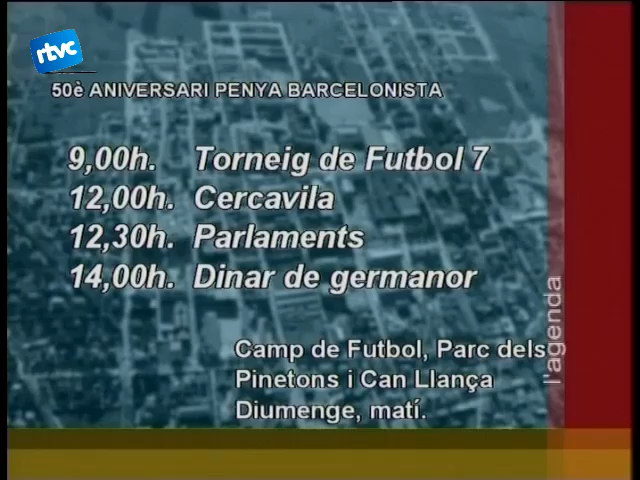 rtvc
50è ANIVERSARI PENYA BARCELONISTA
9,00h. Torneig de Futbol 7
12,00h. Cercavila
12,30h. Parlaments
14,00h. Dinar de germanor
Camp de Futbol, Parc dels
Pinetons i Can Llança
Diumenge, matí.
l'agenda